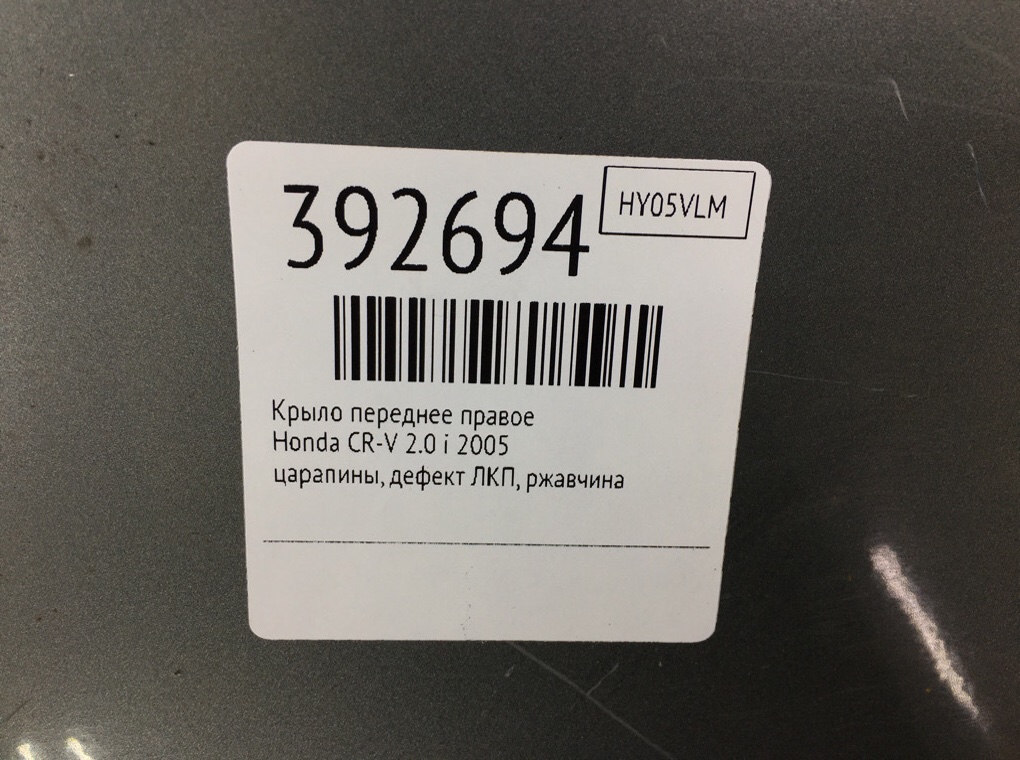 392694
HY05VLM
Крыло переднее правое
Honda CR-V 2.0 i 2005
царапины, дефект ЛКП, ржавчина